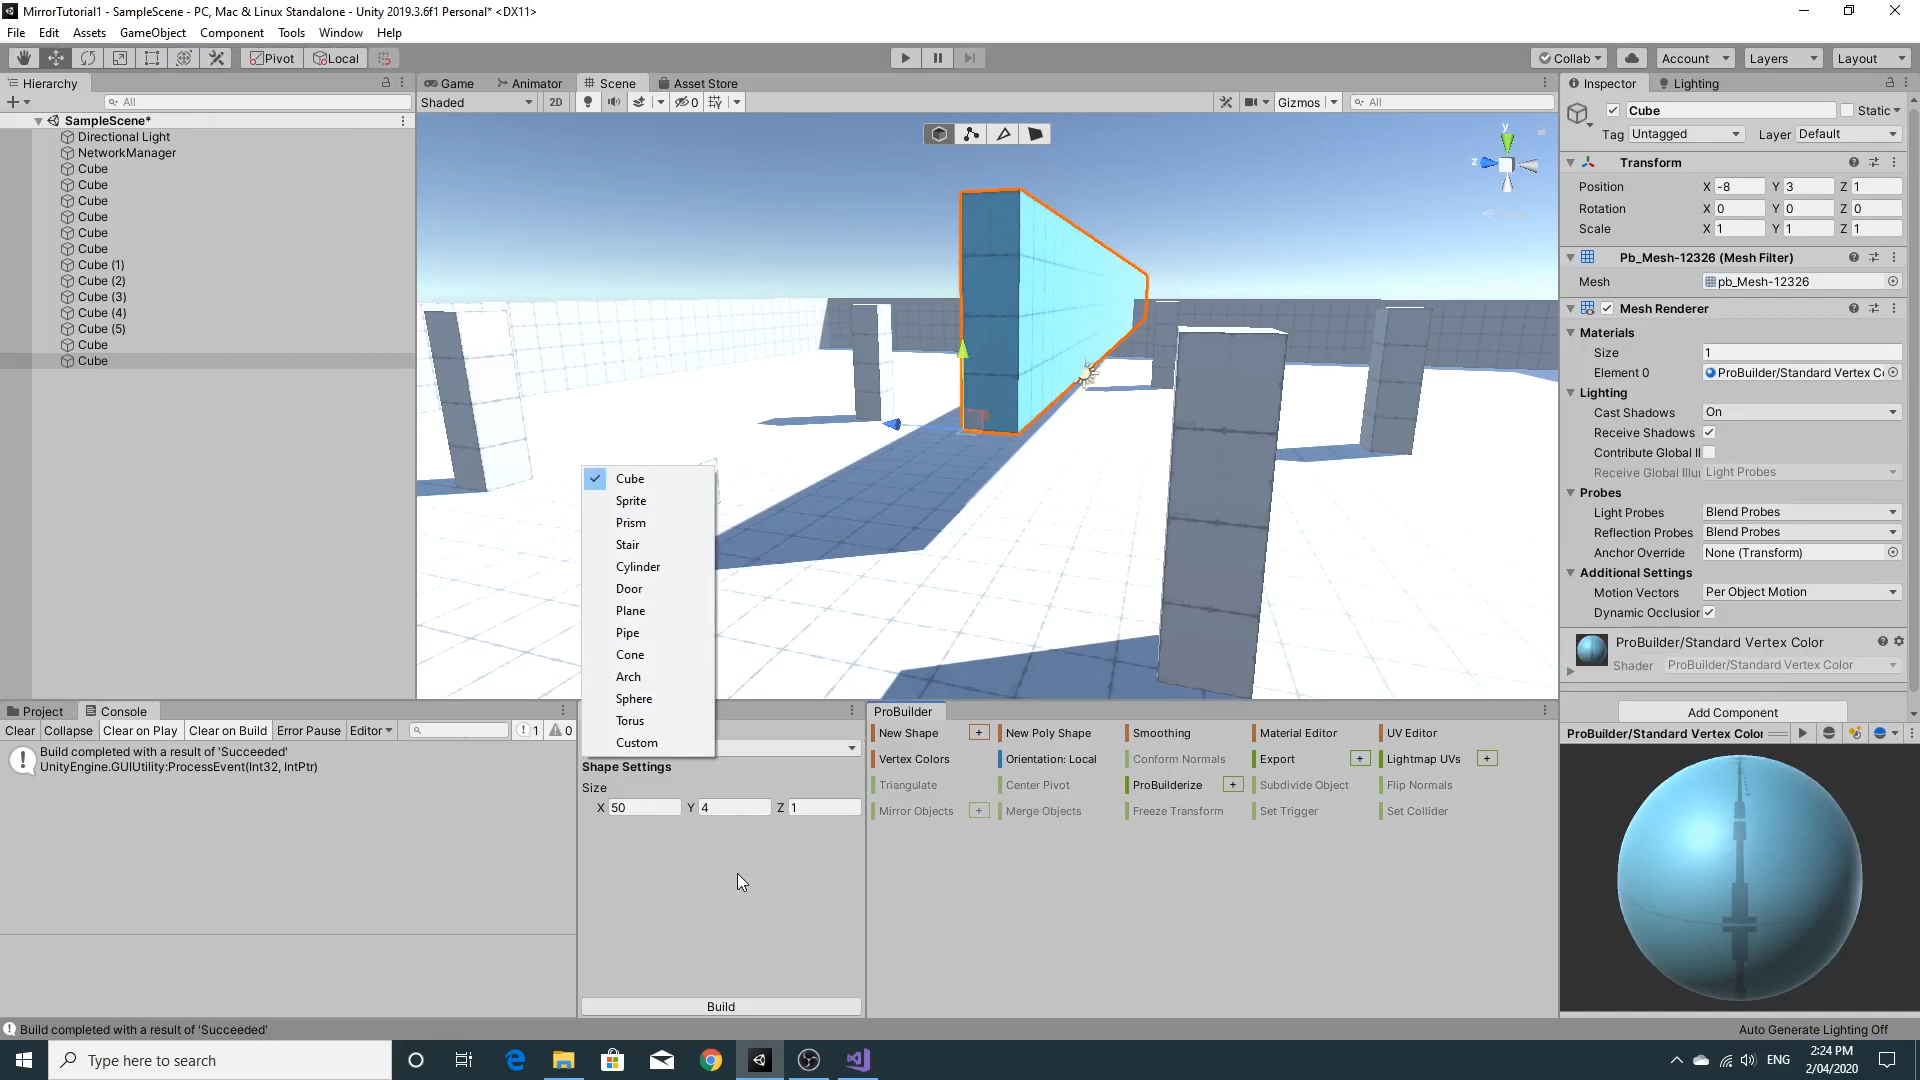 MirrorTutorial1 - SampleScene - PC, Mac & Linux Standalone - Unity 2019.3.6f1 Personal* <DX11>
File Edit Assets GameObject Component Tools Window Help
Pivot Local Collab Account Layers Layout
Hierarchy
All
SampleScene*
Directional Light
NetworkManager
Cube
Cube
Cube
Cube
Cube
Cube
Cube (1)
Cube (2)
Cube (3)
Cube (4)
Cube (5)
Cube
Cube
Game Animator Scene Asset Store
Shaded 2D 0 Gizmos All
y
z
Cube
Sprite
Prism
Stair
Cylinder
Door
Plane
Pipe
Cone
Arch
Sphere
Torus
Custom
Shape Settings
Size
X 50 Y 4 Z 1
Build
Project Console
Clear Collapse Clear on Play Clear on Build Error Pause Editor 1 0
Build completed with a result of 'Succeeded'
UnityEngine.GUIUtility:ProcessEvent(Int32, IntPtr)
ProBuilder
New Shape + New Poly Shape Smoothing Material Editor UV Editor
Vertex Colors Orientation: Local Conform Normals Export + Lightmap UVs +
Triangulate Center Pivot ProBuilderize + Subdivide Object Flip Normals
Mirror Objects + Merge Objects Freeze Transform Set Trigger Set Collider
Inspector Lighting
Cube Static
Tag Untagged Layer Default
Transform
Position X -8 Y 3 Z 1
Rotation X 0 Y 0 Z 0
Scale X 1 Y 1 Z 1
Pb_Mesh-12326 (Mesh Filter)
Mesh pb_Mesh-12326
Mesh Renderer
Materials
Size 1
Element 0 ProBuilder/Standard Vertex C
Lighting
Cast Shadows On
Receive Shadows
Contribute Global Il
Receive Global Illu Light Probes
Probes
Light Probes Blend Probes
Reflection Probes Blend Probes
Anchor Override None (Transform)
Additional Settings
Motion Vectors Per Object Motion
Dynamic Occlusion
ProBuilder/Standard Vertex Color
Shader ProBuilder/Standard Vertex Color
Add Component
ProBuilder/Standard Vertex Color
Build completed with a result of 'Succeeded'
Auto Generate Lighting Off
Type here to search
ENG
2:24 PM
2/04/2020